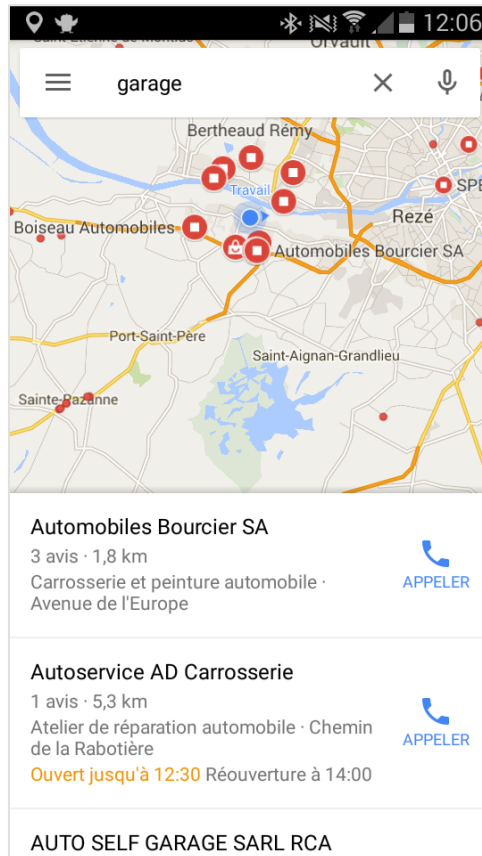 12:06
Orvault
garage
Bertheaud Rémy
Travail
SPE
Rezé
Boiseau Automobiles
Automobiles Bourcier SA
Port-Saint-Père
Saint-Aignan-Grandlieu
Sainte-Pazanne
Automobiles Bourcier SA
3 avis · 1,8 km
Carrosserie et peinture automobile ·
Avenue de l'Europe
APPELER
Autoservice AD Carrosserie
1 avis · 5,3 km
Atelier de réparation automobile · Chemin
de la Rabotière
APPELER
Ouvert jusqu'à 12:30 Réouverture à 14:00
AUTO SELF GARAGE SARL RCA